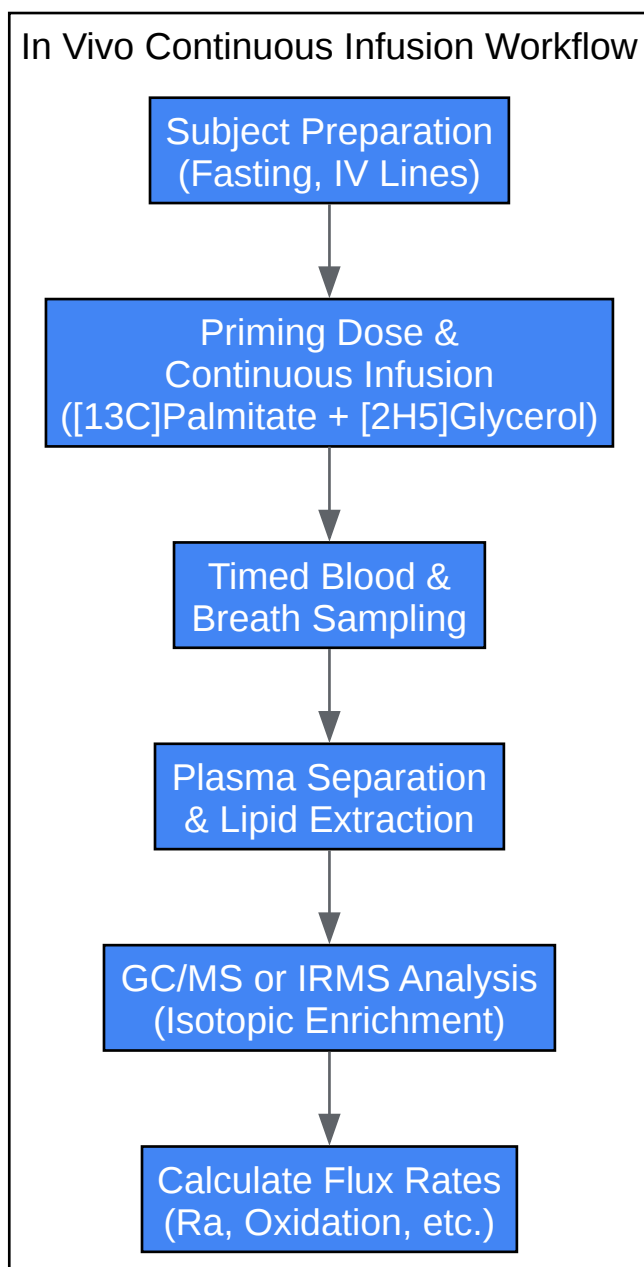 In Vivo Continuous Infusion Workflow
Subject Preparation
(Fasting, IV Lines)
Priming Dose &
Continuous Infusion
([13C]Palmitate + [2H5]Glycerol)
Timed Blood &
Breath Sampling
Plasma Separation
& Lipid Extraction
GC/MS or IRMS Analysis
(Isotopic Enrichment)
Calculate Flux Rates
(Ra, Oxidation, etc.)